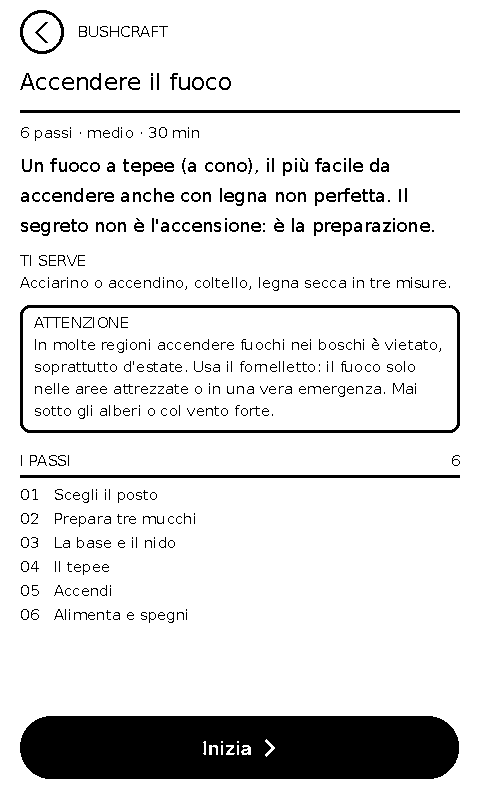 BUSHCRAFT
Accendere il fuoco
6 passi · medio · 30 min
Un fuoco a tepee (a cono), il più facile da
accendere anche con legna non perfetta. Il
segreto non è l'accensione: è la preparazione.
TI SERVE
Acciarino o accendino, coltello, legna secca in tre misure.
ATTENZIONE
In molte regioni accendere fuochi nei boschi è vietato,
soprattutto d'estate. Usa il fornelletto: il fuoco solo
nelle aree attrezzate o in una vera emergenza. Mai
sotto gli alberi o col vento forte.
I PASSI 6
01 Scegli il posto
02 Prepara tre mucchi
03 La base e il nido
04 Il tepee
05 Accendi
06 Alimenta e spegni
Inizia